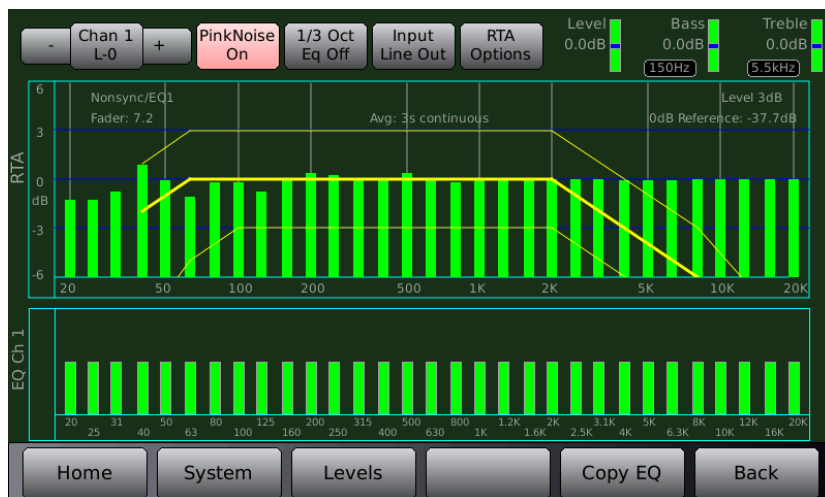 Level Bass Treble
- Chan 1 L-0 + PinkNoise On 1/3 Oct Eq Off Input Line Out RTA Options
0.0dB 0.0dB 0.0dB
150Hz 5.5kHz
6
Nonsync/EQ1 Level 3dB
Fader: 7.2 Avg: 3s continuous 0dB Reference: -37.7dB
3
RTA
0
dB
-3
-6
20 50 100 200 500 1K 2K 5K 10K 20K
EQ Ch 1
20 31 50 80 125 200 315 500 800 1.2K 2K 3.1K 5K 8K 12K 20K
25 40 63 100 160 250 400 630 1K 1.6K 2.5K 4K 6.3K 10K 16K
Home System Levels Copy EQ Back